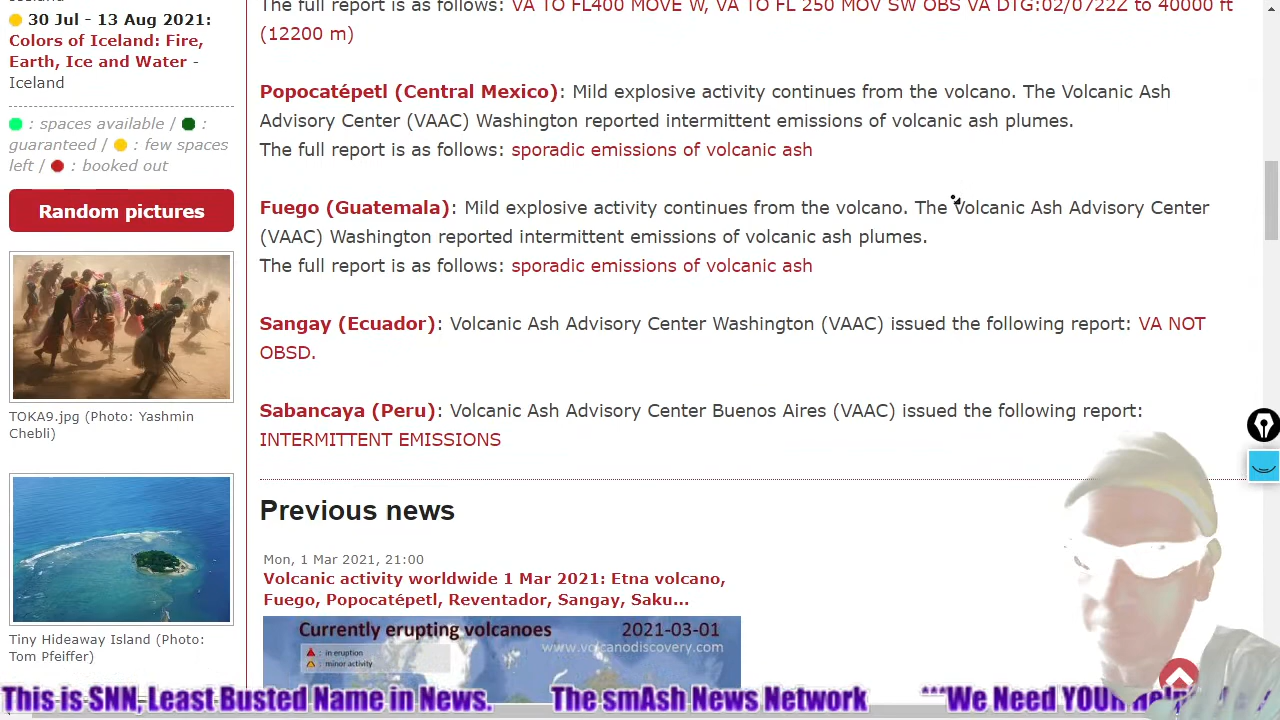 30 Jul - 13 Aug 2021:
Colors of Iceland: Fire,
Earth, Ice and Water -
Iceland
: spaces available / :
guaranteed / : few spaces
left / : booked out
Random pictures
TOKA9.jpg (Photo: Yashmin
Chebli)
Tiny Hideaway Island (Photo:
Tom Pfeiffer)
The full report is as follows: VA TO FL400 MOVE W, VA TO FL 250 MOV SW OBS VA DTG:02/0722Z to 40000 ft
(12200 m)
Popocatépetl (Central Mexico): Mild explosive activity continues from the volcano. The Volcanic Ash
Advisory Center (VAAC) Washington reported intermittent emissions of volcanic ash plumes.
The full report is as follows: sporadic emissions of volcanic ash
Fuego (Guatemala): Mild explosive activity continues from the volcano. The Volcanic Ash Advisory Center
(VAAC) Washington reported intermittent emissions of volcanic ash plumes.
The full report is as follows: sporadic emissions of volcanic ash
Sangay (Ecuador): Volcanic Ash Advisory Center Washington (VAAC) issued the following report: VA NOT
OBSD.
Sabancaya (Peru): Volcanic Ash Advisory Center Buenos Aires (VAAC) issued the following report:
INTERMITTENT EMISSIONS
Previous news
Mon, 1 Mar 2021, 21:00
Volcanic activity worldwide 1 Mar 2021: Etna volcano,
Fuego, Popocatépetl, Reventador, Sangay, Saku...
Currently erupting volcanoes 2021-03-01
: in eruption www.volcanodiscovery.com
: minor activity
This is SNN, Least Busted Name in News. The smAsh News Network ***We Need YOUR